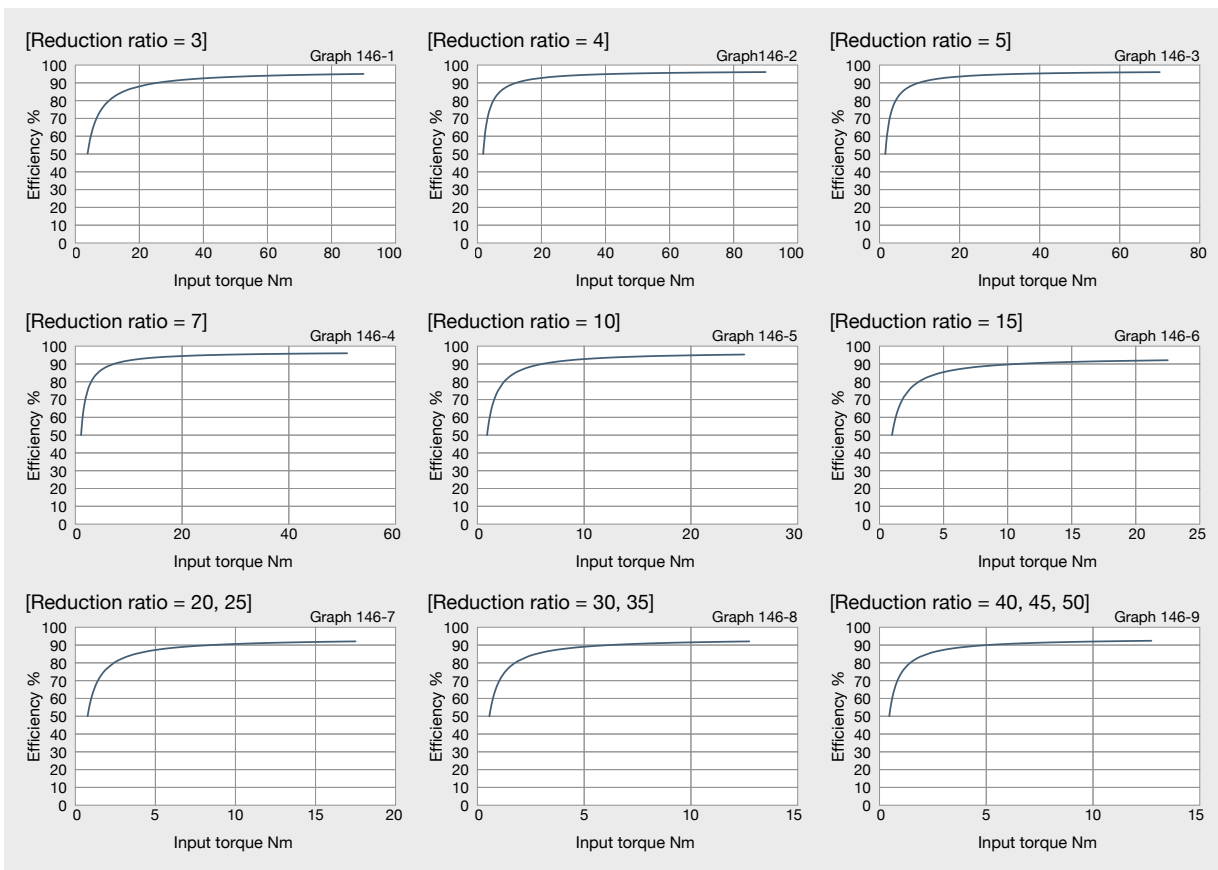 [Reduction ratio = 3]
Graph 146-1
Efficiency %
100
90
80
70
60
50
40
30
20
10
0
0 20 40 60 80 100
Input torque Nm
[Reduction ratio = 4]
Graph146-2
Efficiency %
100
90
80
70
60
50
40
30
20
10
0
0 20 40 60 80 100
Input torque Nm
[Reduction ratio = 5]
Graph 146-3
Efficiency %
100
90
80
70
60
50
40
30
20
10
0
0 20 40 60 80
Input torque Nm
[Reduction ratio = 7]
Graph 146-4
Efficiency %
100
90
80
70
60
50
40
30
20
10
0
0 20 40 60
Input torque Nm
[Reduction ratio = 10]
Graph 146-5
Efficiency %
100
90
80
70
60
50
40
30
20
10
0
0 10 20 30
Input torque Nm
[Reduction ratio = 15]
Graph 146-6
Efficiency %
100
90
80
70
60
50
40
30
20
10
0
0 5 10 15 20 25
Input torque Nm
[Reduction ratio = 20, 25]
Graph 146-7
Efficiency %
100
90
80
70
60
50
40
30
20
10
0
0 5 10 15 20
Input torque Nm
[Reduction ratio = 30, 35]
Graph 146-8
Efficiency %
100
90
80
70
60
50
40
30
20
10
0
0 5 10 15
Input torque Nm
[Reduction ratio = 40, 45, 50]
Graph 146-9
Efficiency %
100
90
80
70
60
50
40
30
20
10
0
0 5 10 15
Input torque Nm